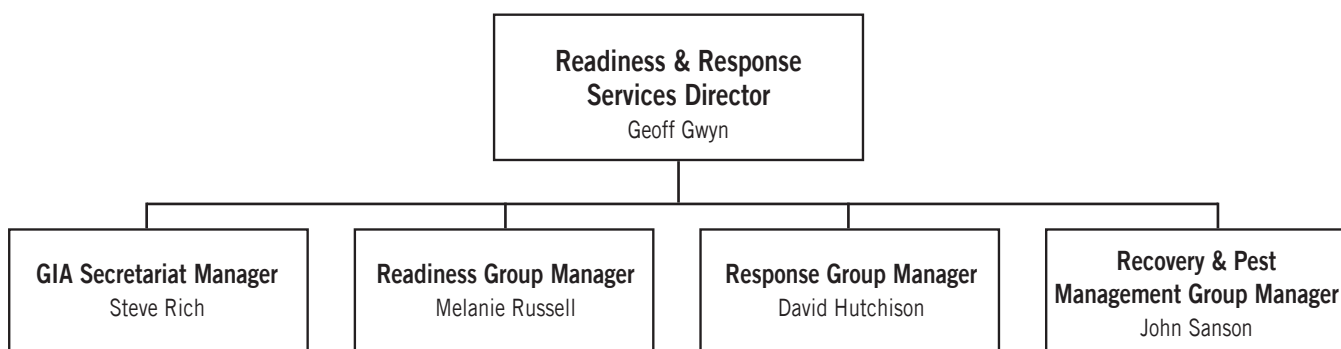 Readiness & Response
Services Director
Geoff Gwyn
GIA Secretariat Manager
Steve Rich
Readiness Group Manager
Melanie Russell
Response Group Manager
David Hutchison
Recovery & Pest
Management Group Manager
John Sanson